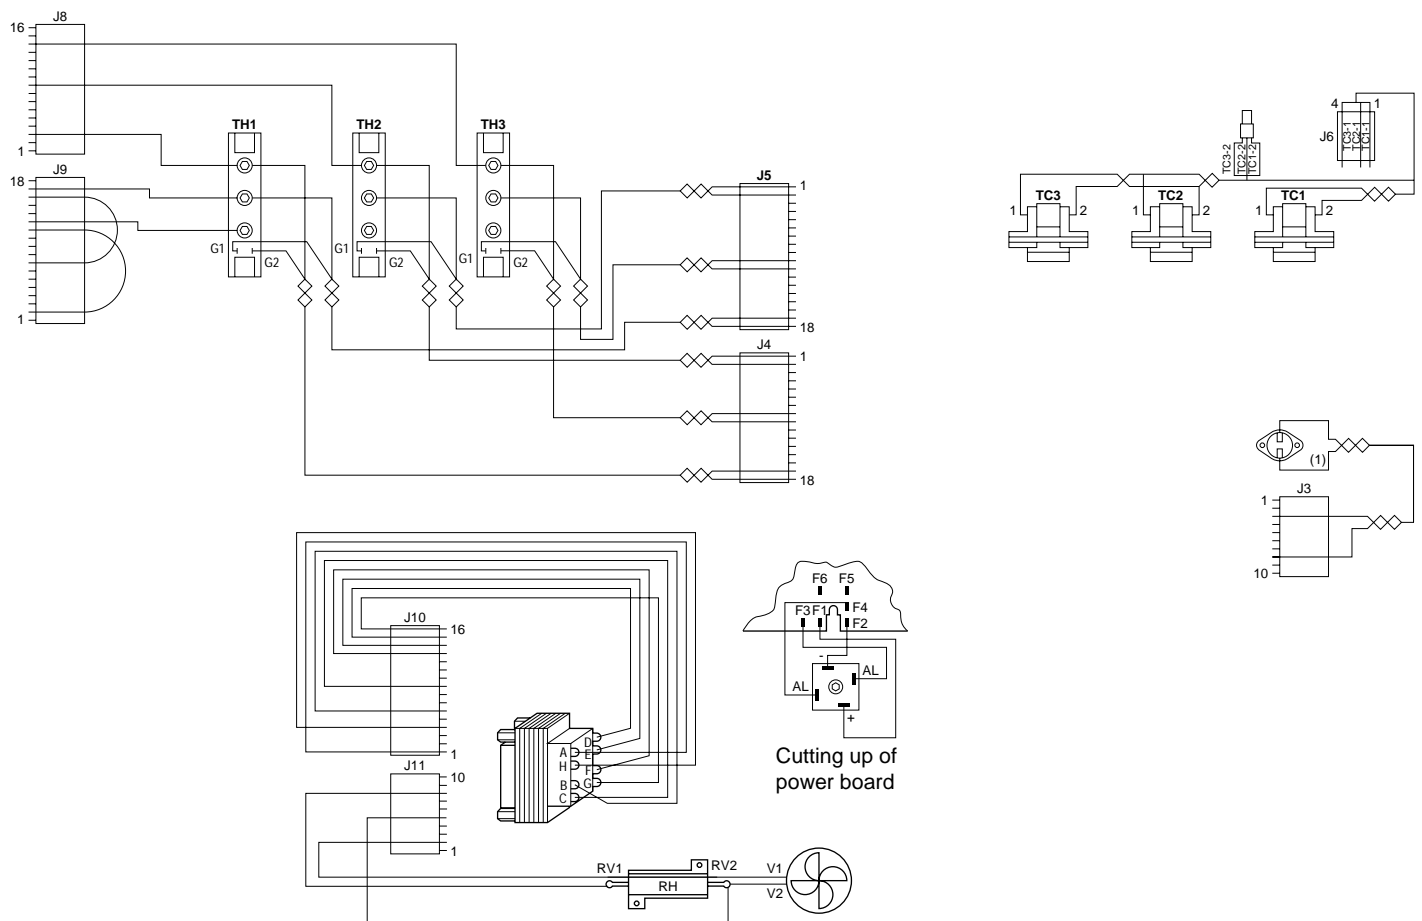 J8
16
1
J9
18
1
TH1
TH2
TH3
G1
G2
G1
G2
G1
G2
J5
1
18
J4
1
18
4
1
J6
TC3-1
TC2-1
TC1-1
TC3-2
TC2-2
TC1-2
TC3
TC2
TC1
1
2
1
2
1
2
(1)
J3
1
10
J10
16
1
J11
10
1
A
H
B
C
D
E
F
G
F6
F5
F4
F3
F1
F2
-
AL
AL
+
Cutting up of
power board
RV1
RV2
RH
V1
V2